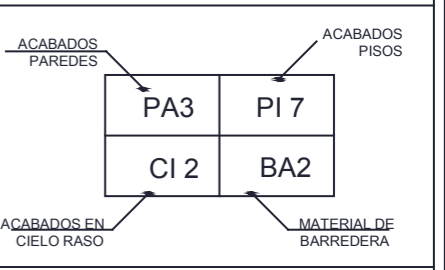 ACABADOS
PAREDES
ACABADOS
PISOS
PA3
PI 7
CI 2
BA2
ACABADOS EN
CIELO RASO
MATERIAL DE
BARREDERA